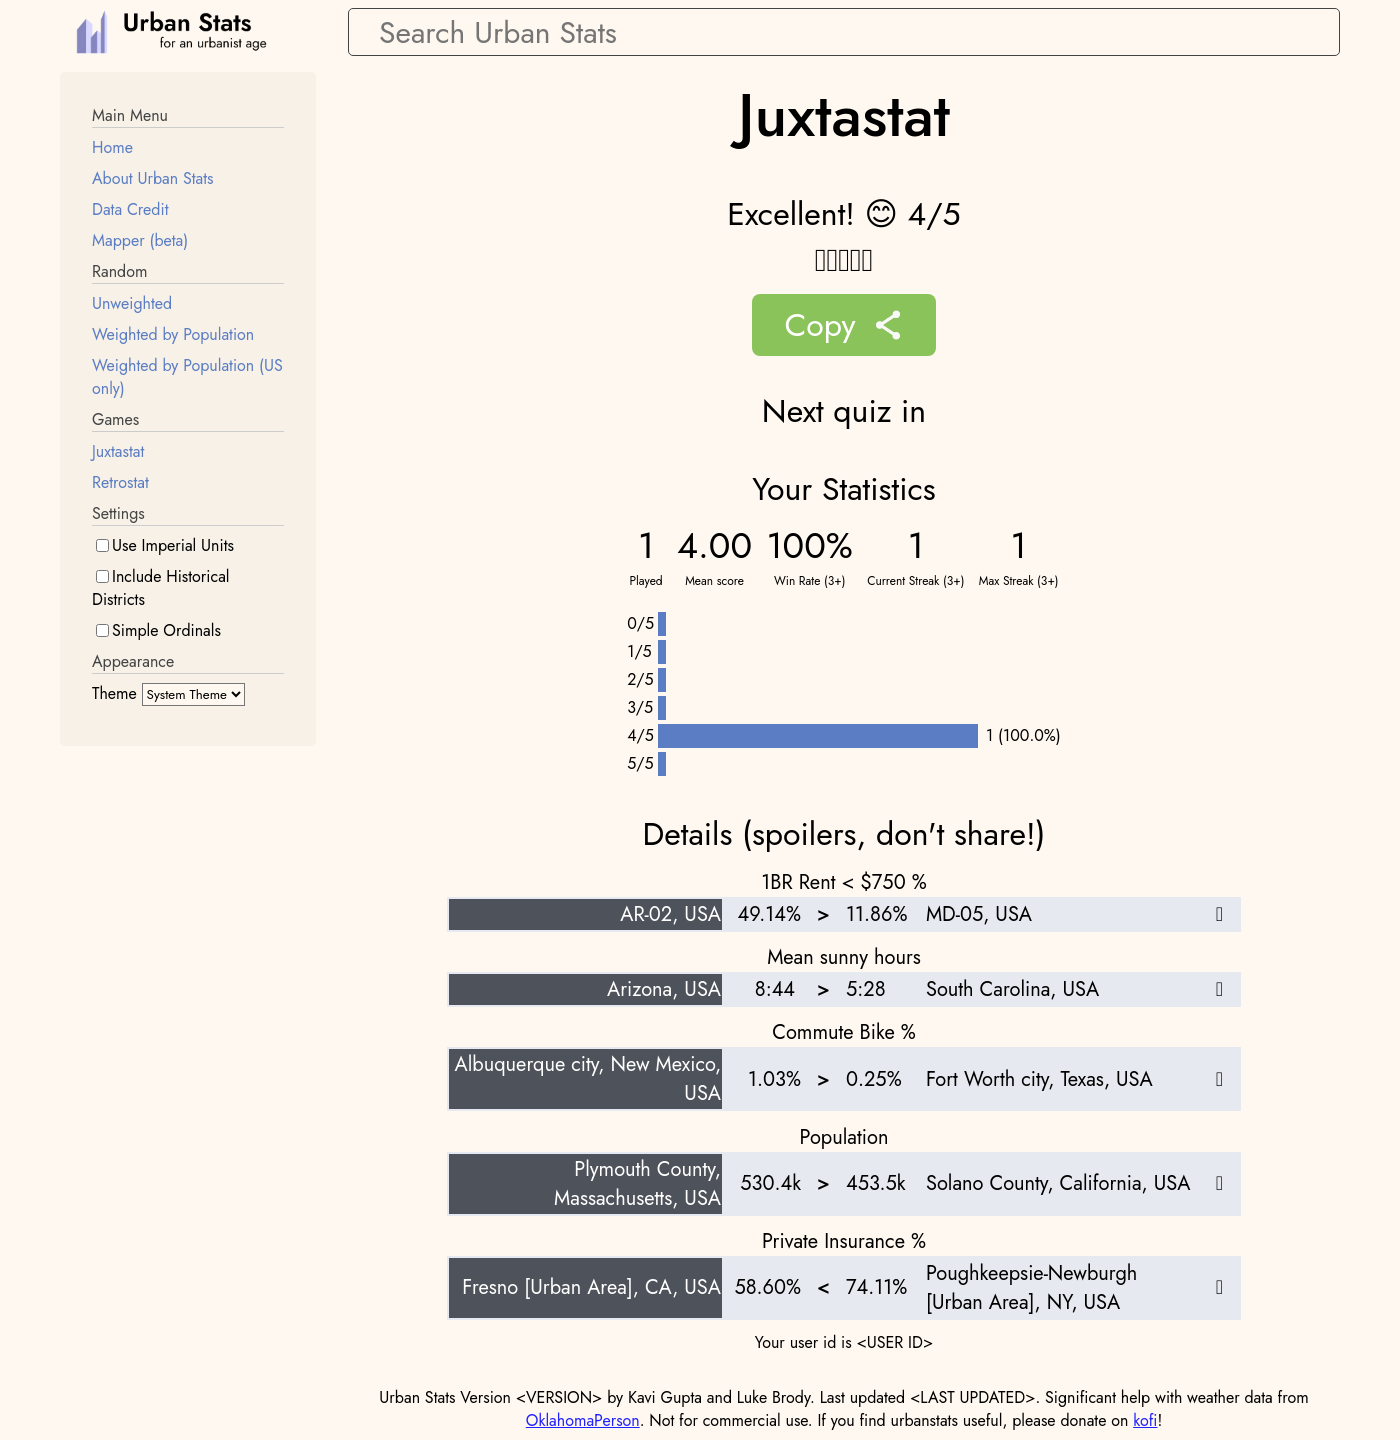 Urban Stats
for an urbanist age
Search Urban Stats
Main Menu
Home
About Urban Stats
Data Credit
Mapper (beta)
Random
Unweighted
Weighted by Population
Weighted by Population (US
only)
Games
Juxtastat
Retrostat
Settings
Use Imperial Units
Include Historical
Districts
Simple Ordinals
Appearance
Theme System Theme
Juxtastat
Excellent! 😊 4/5
Copy
Next quiz in
Your Statistics
1 4.00 100% 1 1
Played Mean score Win Rate (3+) Current Streak (3+) Max Streak (3+)
0/5
1/5
2/5
3/5
4/5 1 (100.0%)
5/5
Details (spoilers, don't share!)
1BR Rent < $750 %
AR-02, USA 49.14% > 11.86% MD-05, USA
Mean sunny hours
Arizona, USA 8:44 > 5:28 South Carolina, USA
Commute Bike %
Albuquerque city, New Mexico,
USA 1.03% > 0.25% Fort Worth city, Texas, USA
Population
Plymouth County,
Massachusetts, USA 530.4k > 453.5k Solano County, California, USA
Private Insurance %
Fresno [Urban Area], CA, USA 58.60% < 74.11% Poughkeepsie-Newburgh
[Urban Area], NY, USA
Your user id is <USER ID>
Urban Stats Version <VERSION> by Kavi Gupta and Luke Brody. Last updated <LAST UPDATED>. Significant help with weather data from
OklahomaPerson. Not for commercial use. If you find urbanstats useful, please donate on kofi!